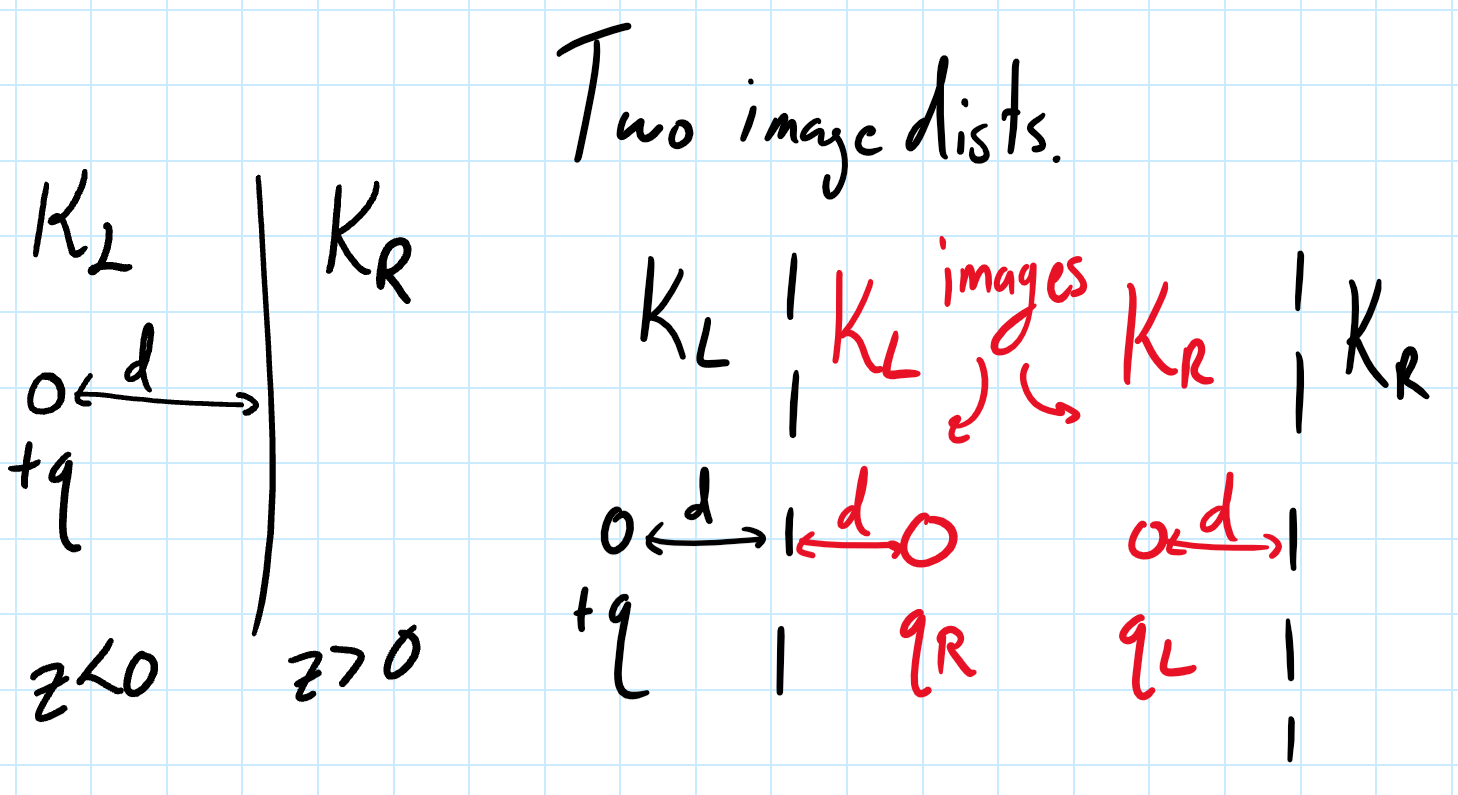 Two image dists.
K_L K_R
d
+q
z<0 z>0
images
K_L K_L K_R K_R
d d d
+q q_R q_L